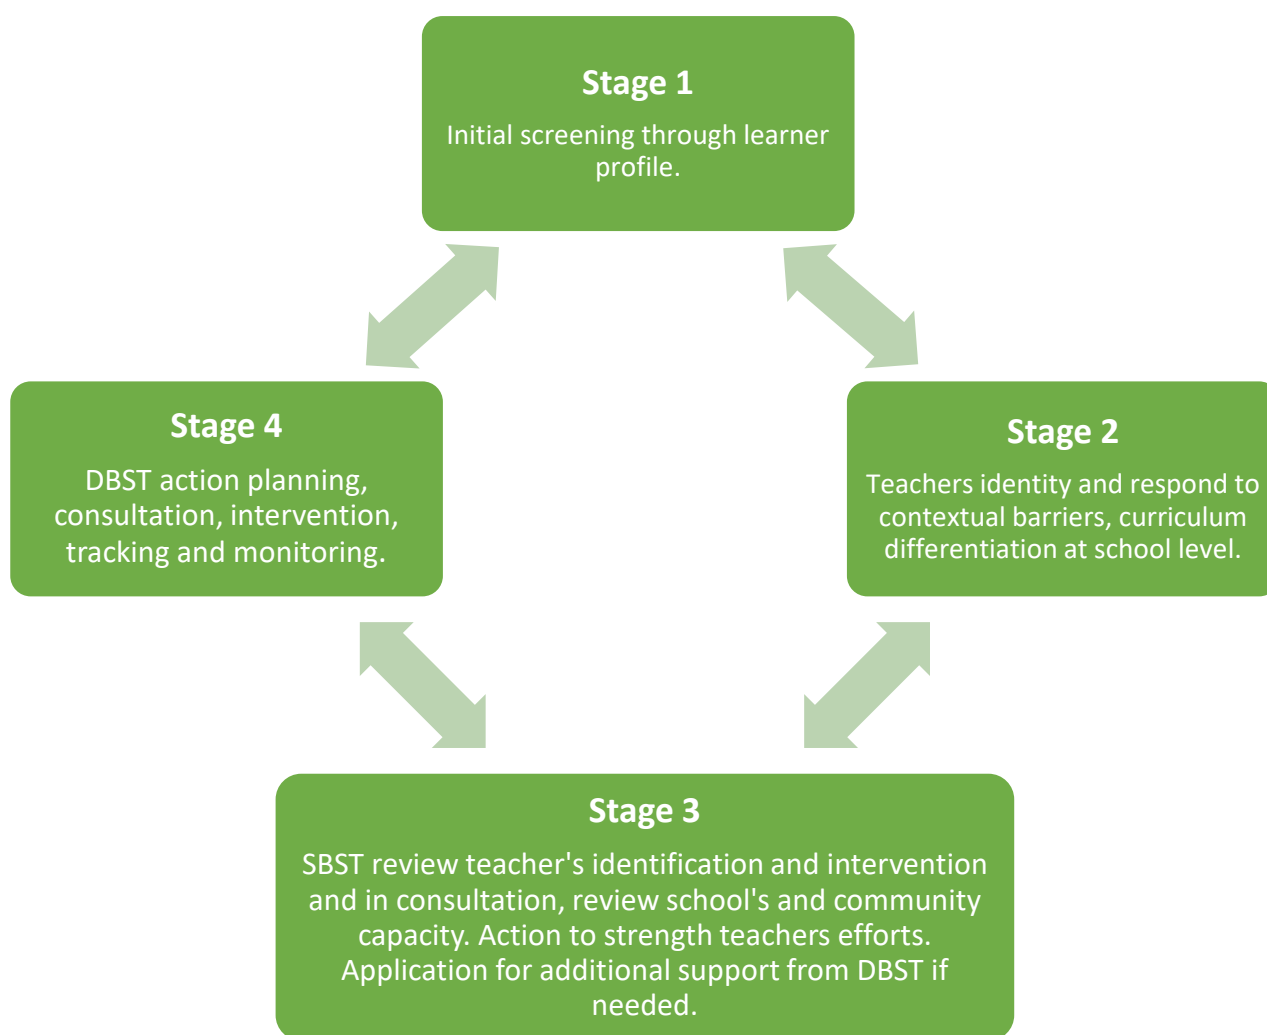 Stage 1
Initial screening through learner
profile.
Stage 2
Teachers identity and respond to
contextual barriers, curriculum
differentiation at school level.
Stage 3
SBST review teacher's identification and intervention
and in consultation, review school's and community
capacity. Action to strength teachers efforts.
Application for additional support from DBST if
needed.
Stage 4
DBST action planning,
consultation, intervention,
tracking and monitoring.